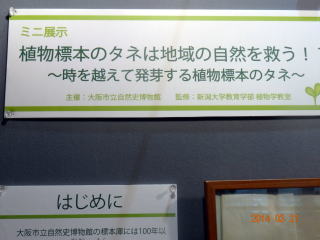 ミニ展示
植物標本のタネは地域の自然を救う！
～時を越えて発芽する植物標本のタネ～
主催：大阪市立自然史博物館　監修：新潟大学教育学部 植物学教室
はじめに
大阪市立自然史博物館の標本庫には100年以